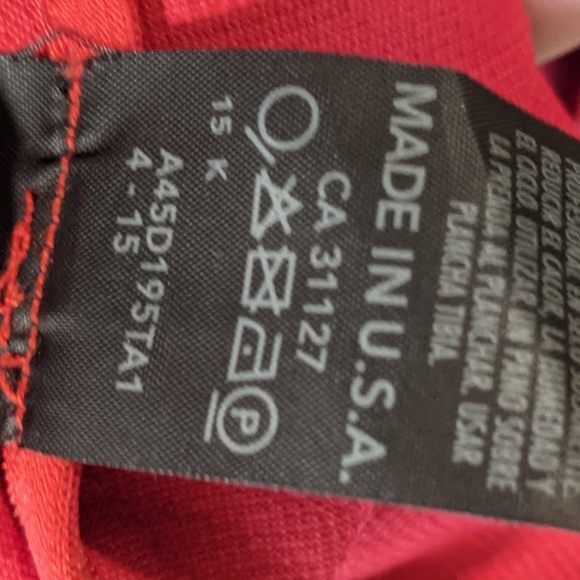 REDUCIR EL CALOR, LA HUMEDAD Y
EL CICLO. UTILIZAR UN PANO SOBRE
LA PRENDA AL PLANCHAR. USAR
PLANCHA TIBIA.
MADE IN U.S.A.
CA 31127
P
15 K
A45D195TA1
4 - 15